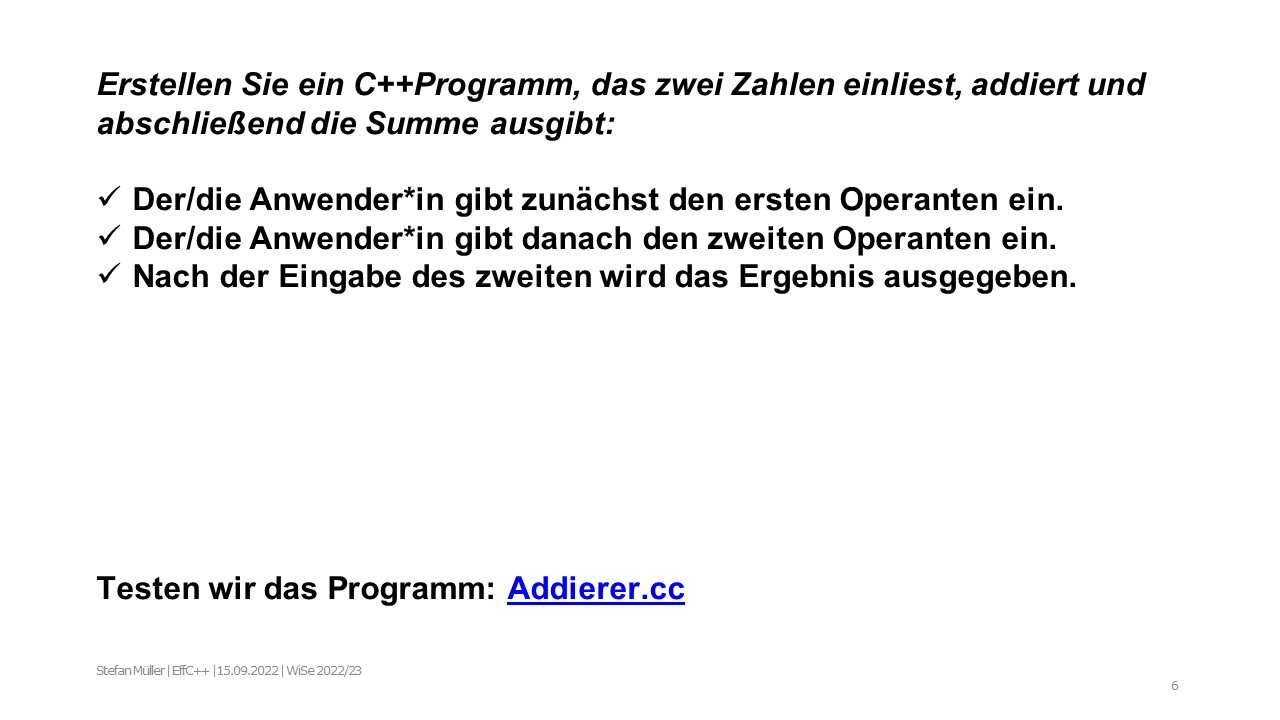 Erstellen Sie ein C++Programm, das zwei Zahlen einliest, addiert und
abschließend die Summe ausgibt:
✓ Der/die Anwender*in gibt zunächst den ersten Operanten ein.
✓ Der/die Anwender*in gibt danach den zweiten Operanten ein.
✓ Nach der Eingabe des zweiten wird das Ergebnis ausgegeben.
Testen wir das Programm: Addierer.cc
Stefan Müller | EffC++ |15.09.2022 | WiSe 2022/23
6